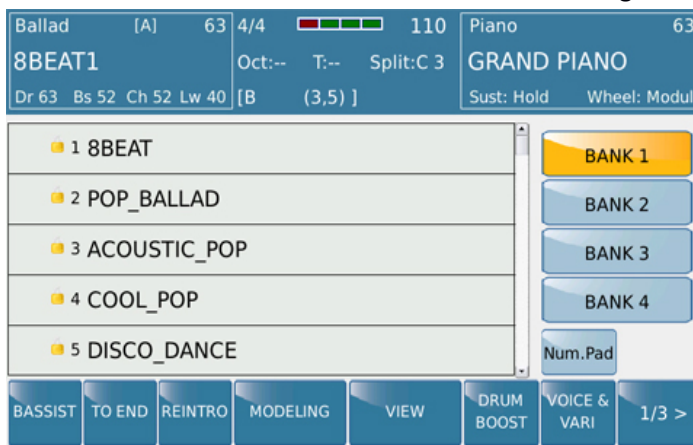 Ballad [A] 63
8BEAT1
Dr 63 Bs 52 Ch 52 Lw 40
4/4 110
Oct:-- T:-- Split:C 3
[B (3,5) ]
Piano 63
GRAND PIANO
Sust: Hold Wheel: Modul
1 8BEAT
2 POP_BALLAD
3 ACOUSTIC_POP
4 COOL_POP
5 DISCO_DANCE
BANK 1
BANK 2
BANK 3
BANK 4
Num.Pad
BASSIST
TO END
REINTRO
MODELING
VIEW
DRUM
BOOST
VOICE &
VARI
1/3 >